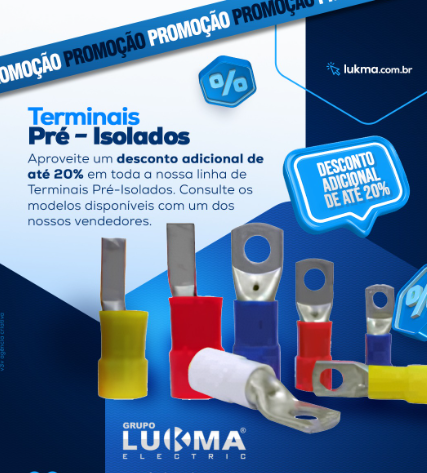 OMOÇÃO PROMOÇÃO PROMOÇÃO PROMOÇÃO PROMOÇÃO
%
lukma.com.br
Terminais
Pré - Isolados
Aproveite um desconto adicional de
até 20% em toda a nossa linha de
Terminais Pré-Isolados. Consulte os
modelos disponíveis com um dos
nossos vendedores.
DESCONTO
ADICIONAL
DE ATÉ 20%
%
GRUPO
LUKMA®
ELECTRIC